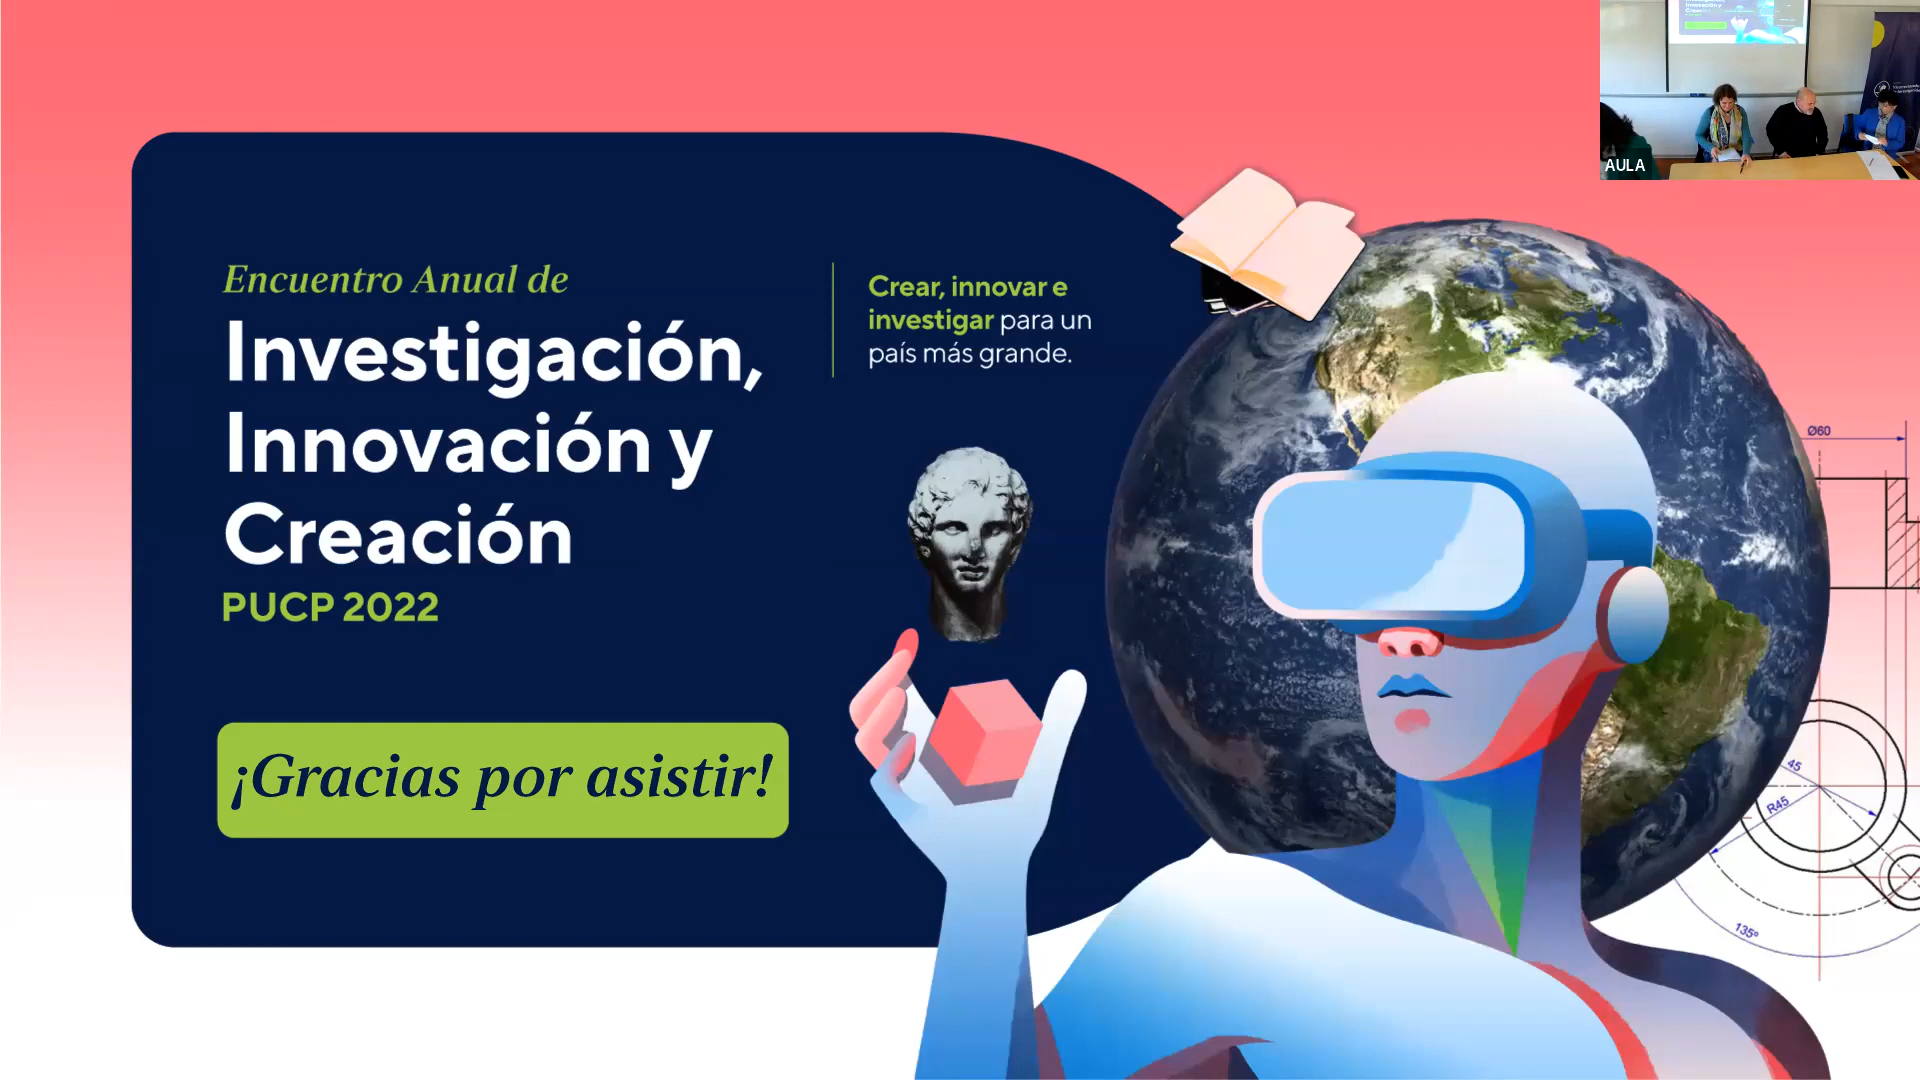 Encuentro Anual de
Investigación,
Innovación y
Creación
PUCP 2022
¡Gracias por asistir!
Crear, innovar e
investigar para un
país más grande.
AULA
Ø60
45
R45
135º